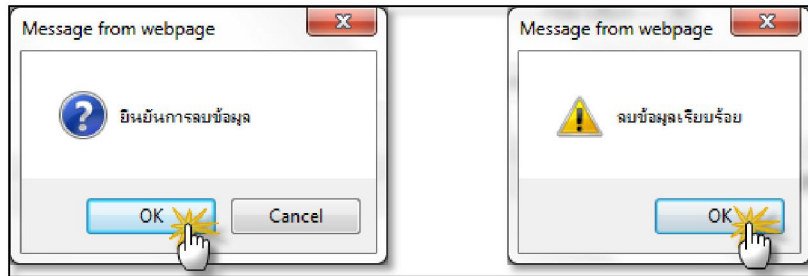 Message from webpage
X
ยืนยันการลบข้อมูล
OK
Cancel
Message from webpage
X
ลบข้อมูลเรียบร้อย
OK